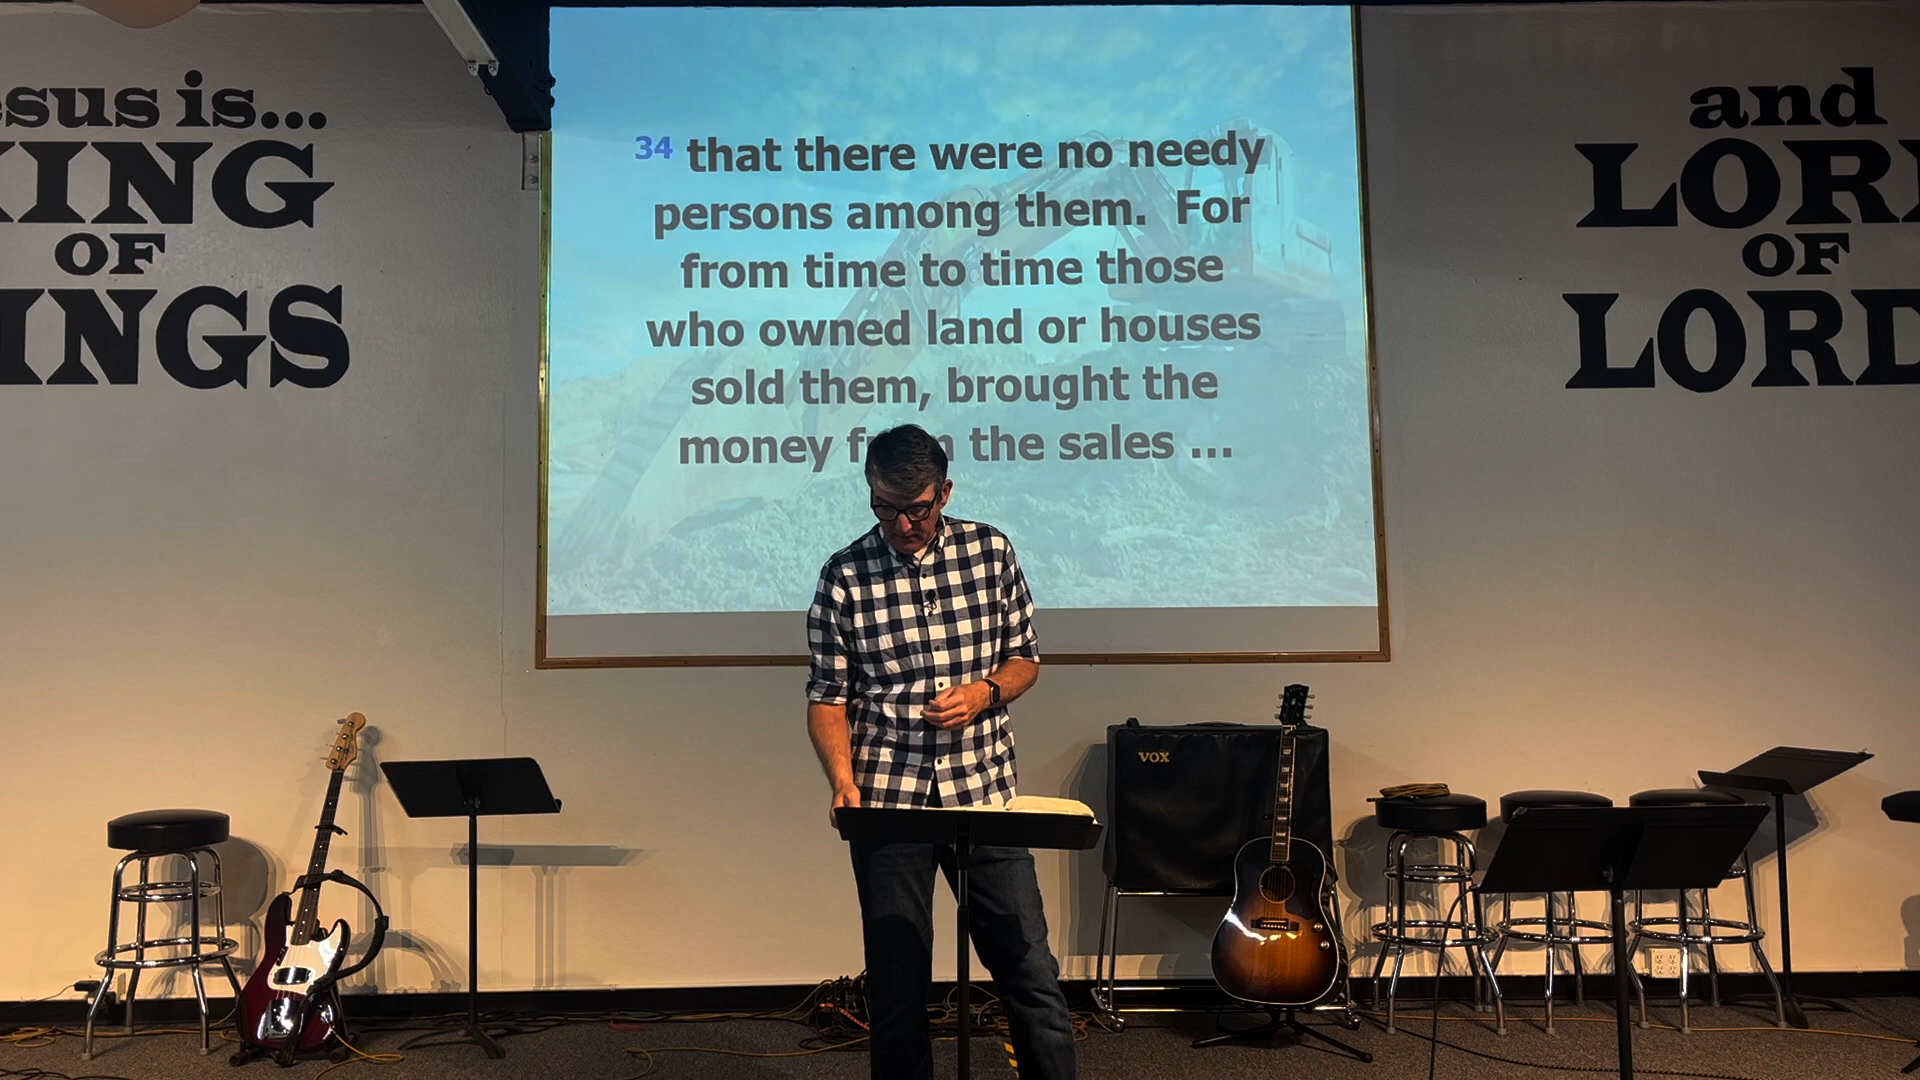 esus is...
KING
OF
INGS
34 that there were no needy
persons among them. For
from time to time those
who owned land or houses
sold them, brought the
money f m the sales ...
and
LOR
OF
LORD
VOX